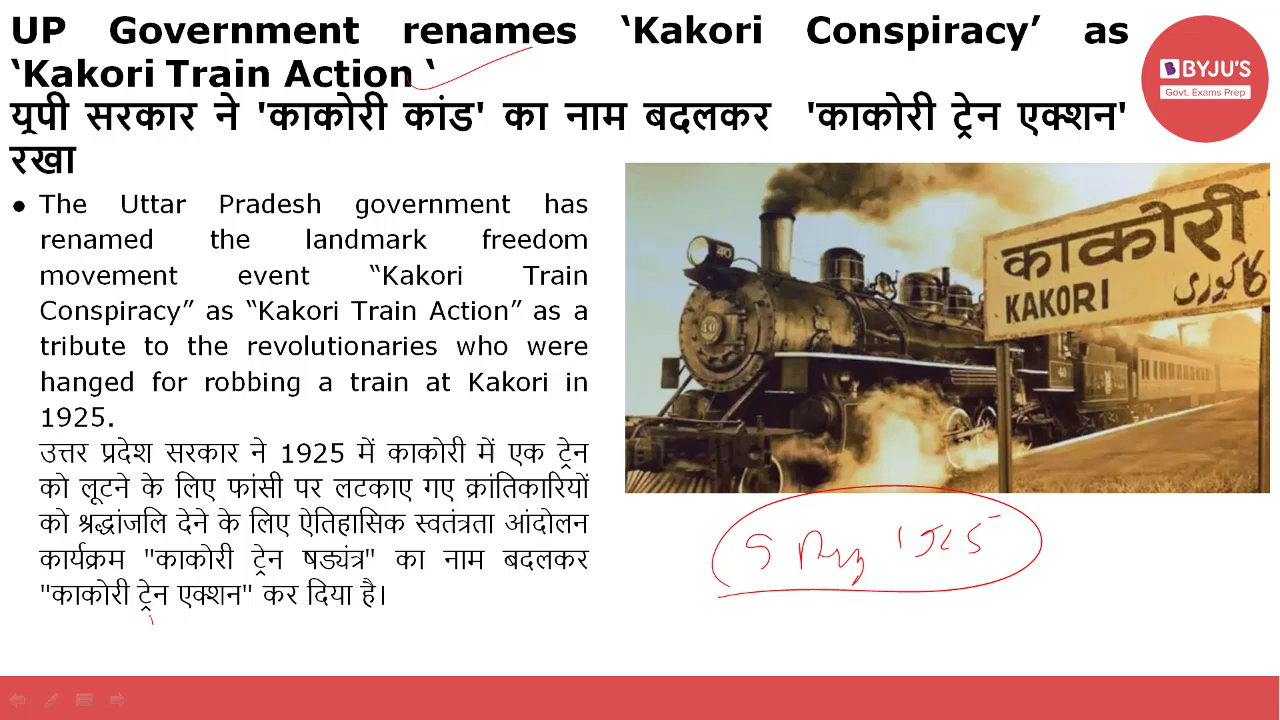 UP Government renames ‘Kakori Conspiracy’ as
‘Kakori Train Action ‘
यूपी सरकार ने 'काकोरी कांड' का नाम बदलकर 'काकोरी ट्रेन एक्शन'
रखा
BYJU'S
Govt. Exams Prep
• The Uttar Pradesh government has
renamed the landmark freedom
movement event “Kakori Train
Conspiracy” as “Kakori Train Action” as a
tribute to the revolutionaries who were
hanged for robbing a train at Kakori in
1925.
उत्तर प्रदेश सरकार ने 1925 में काकोरी में एक ट्रेन
को लूटने के लिए फांसी पर लटकाए गए क्रांतिकारियों
को श्रद्धांजलि देने के लिए ऐतिहासिक स्वतंत्रता आंदोलन
कार्यक्रम "काकोरी ट्रेन षड्यंत्र" का नाम बदलकर
"काकोरी ट्रेन एक्शन" कर दिया है।
40
काकोरी
KAKORI
کاکوری
1925